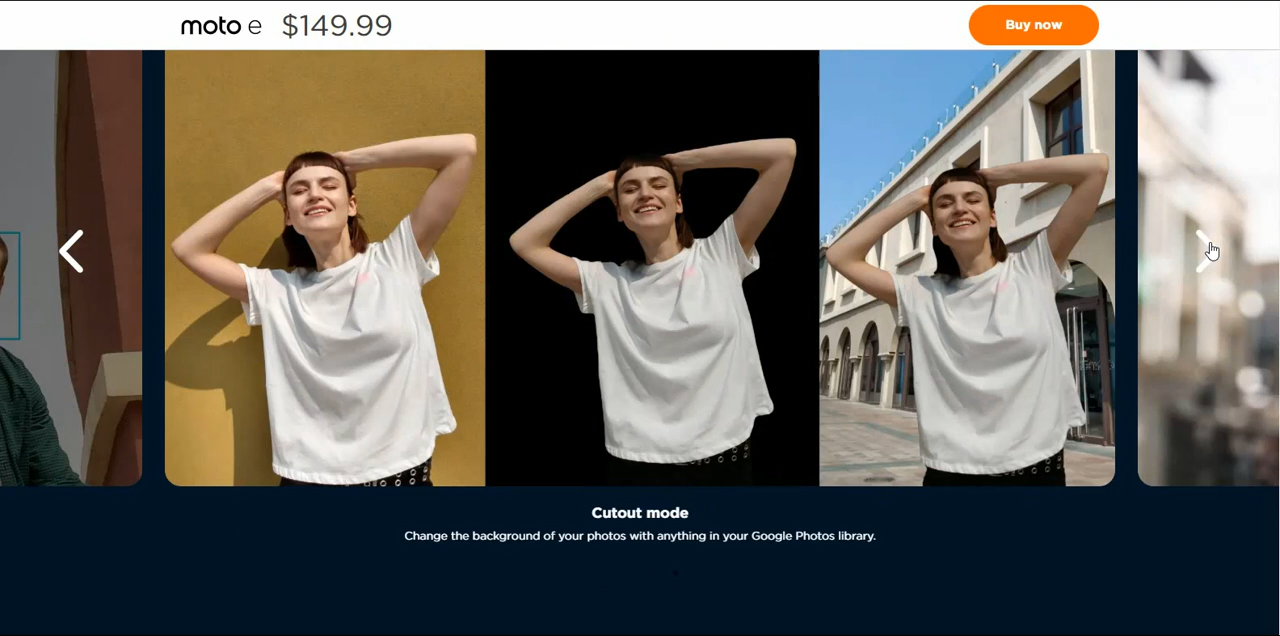 moto e $149.99
Buy now
Cutout mode
Change the background of your photos with anything in your Google Photos library.